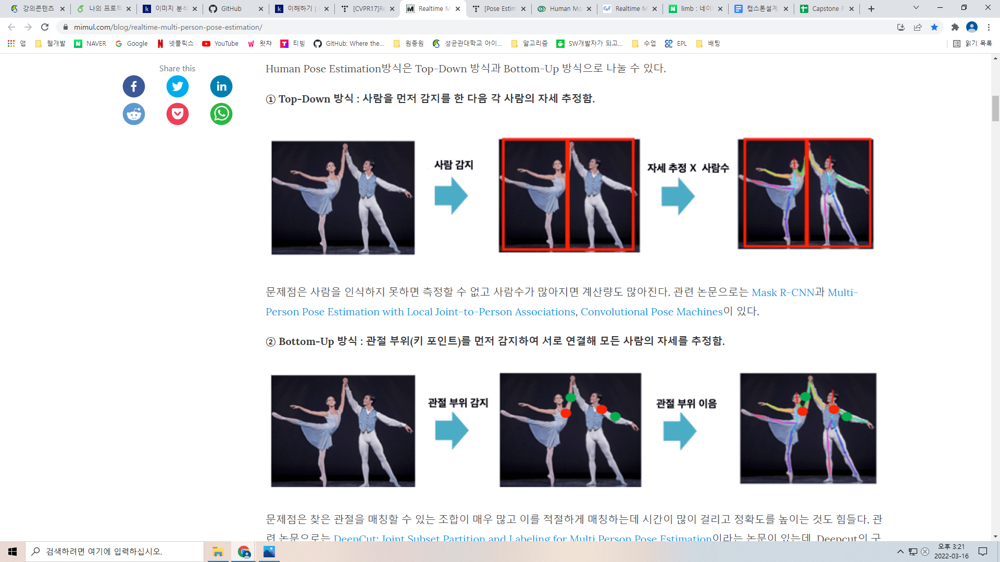 강의콘텐츠
나의 프로젝
이미지 분석
GitHub
이해하기 |
[CVPR17]Re
Realtime M
[Pose Estim
Human Mo
Realtime M
limb : 네이
캡스톤설계
Capstone P
mimul.com/blog/realtime-multi-person-pose-estimation/
앱 웹개발 NAVER Google 넷플릭스 YouTube 왓챠 티빙 GitHub: Where the... 원종원 성균관대학교 아이... 알고리즘 SW개발자가 되고... 수업 EPL 배팅 읽기 목록
Share this
Human Pose Estimation방식은 Top-Down 방식과 Bottom-Up 방식으로 나눌 수 있다.
① Top-Down 방식 : 사람을 먼저 감지를 한 다음 각 사람의 자세 추정함.
사람 감지
자세 추정 X 사람수
문제점은 사람을 인식하지 못하면 측정할 수 없고 사람수가 많아지면 계산량도 많아진다. 관련 논문으로는 Mask R-CNN과 Multi-
Person Pose Estimation with Local Joint-to-Person Associations, Convolutional Pose Machines이 있다.
② Bottom-Up 방식 : 관절 부위(키 포인트)를 먼저 감지하여 서로 연결해 모든 사람의 자세를 추정함.
관절 부위 감지
관절 부위 이음
문제점은 찾은 관절을 매칭할 수 있는 조합이 매우 많고 이를 적절하게 매칭하는데 시간이 많이 걸리고 정확도를 높이는 것도 힘들다. 관
련 논문으로는 DeepCut: Joint Subset Partition and Labeling for Multi Person Pose Estimation이라는 논문이 있는데, Deepcut의 구
검색하려면 여기에 입력하십시오.
오후 3:21
2022-03-16